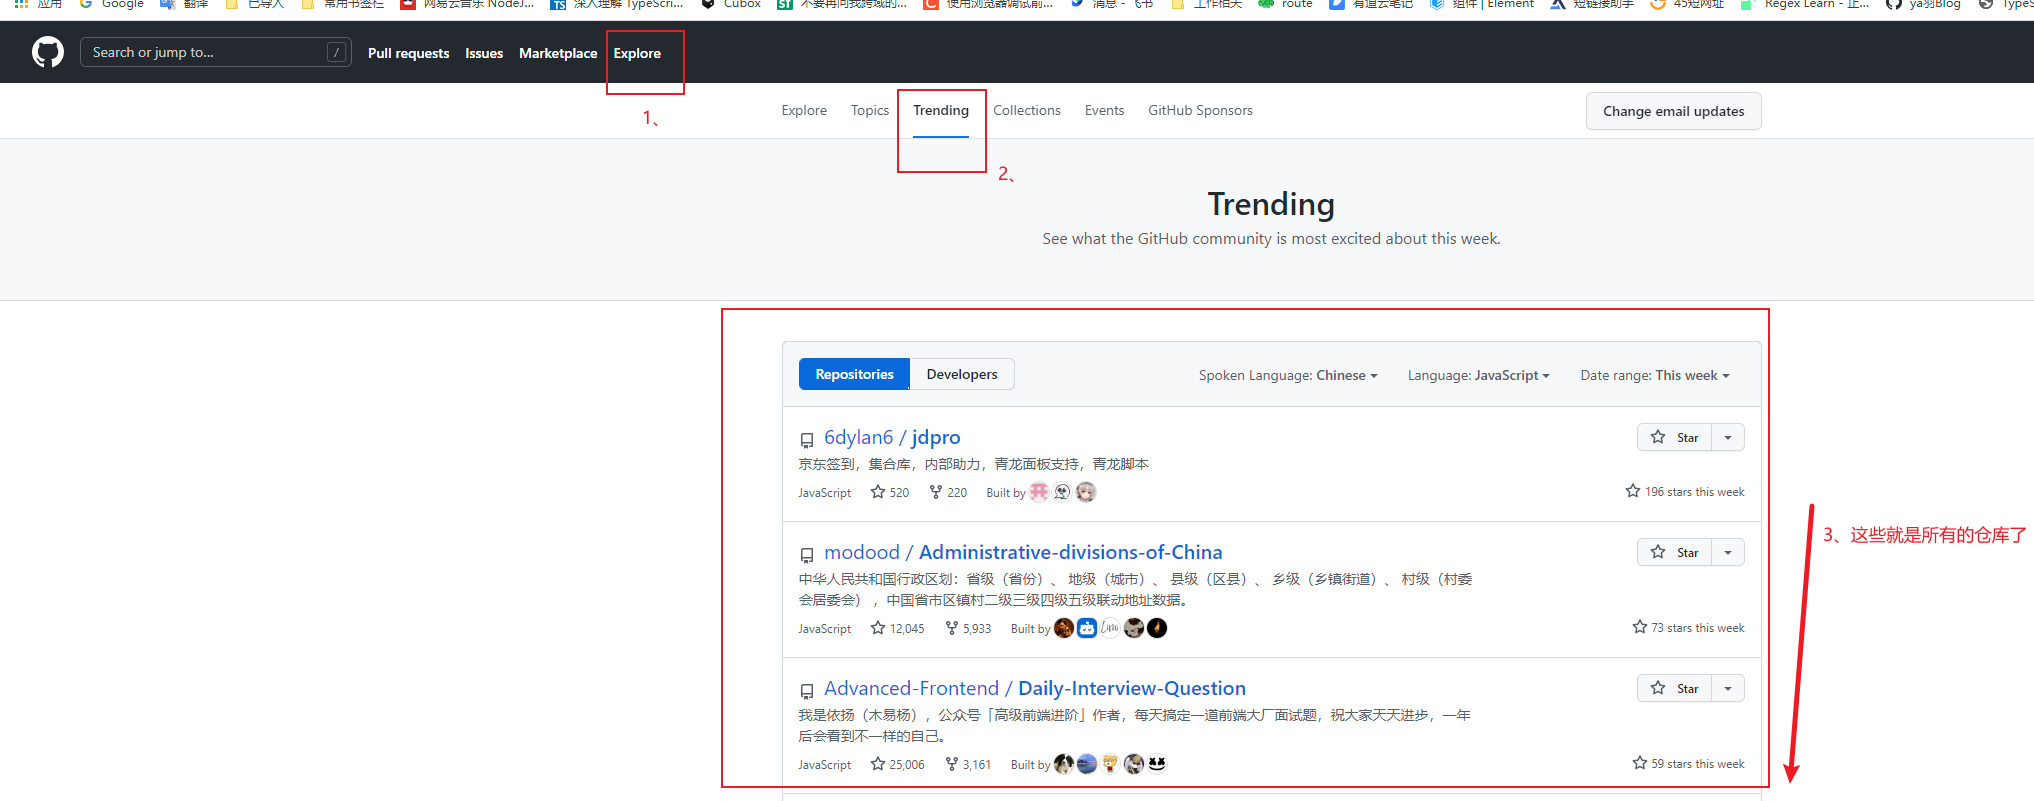 应用 Google 翻译 已导入 常用书签栏 网易云音乐 NodeJ... 深入理解 TypeScri... Cubox 不要再问我跨域的... 使用浏览器调试前... 消息 - 飞书 工作相关 route 有道云笔记 组件 | Element 短链接助手 45短网址 Regex Learn - 正... ya羽Blog TypeS
Search or jump to... / Pull requests Issues Marketplace Explore
1、
Explore Topics Trending Collections Events GitHub Sponsors Change email updates
2、
Trending
See what the GitHub community is most excited about this week.
Repositories Developers Spoken Language: Chinese Language: JavaScript Date range: This week
6dylan6 / jdpro Star
京东签到，集合库，内部助力，青龙面板支持，青龙脚本
JavaScript 520 220 Built by 196 stars this week
3、这些就是所有的仓库了
modood / Administrative-divisions-of-China Star
中华人民共和国行政区划：省级（省份）、 地级（城市）、 县级（区县）、 乡级（乡镇街道）、 村级（村委
会居委会） ，中国省市区镇村二级三级四级五级联动地址数据。
JavaScript 12,045 5,933 Built by 73 stars this week
Advanced-Frontend / Daily-Interview-Question Star
我是依扬（木易杨），公众号「高级前端进阶」作者，每天搞定一道前端大厂面试题，祝大家天天进步，一年
后会看到不一样的自己。
JavaScript 25,006 3,161 Built by 59 stars this week